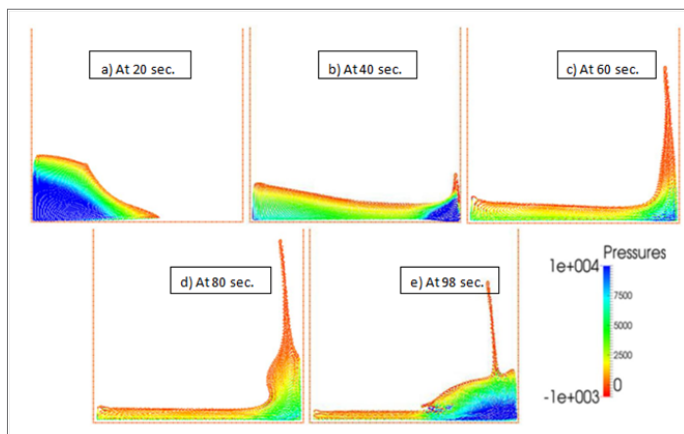 a) At 20 sec.
b) At 40 sec.
c) At 60 sec.
d) At 80 sec.
e) At 98 sec.
Pressures
1e+004
7500
5000
2500
0
-1e+003